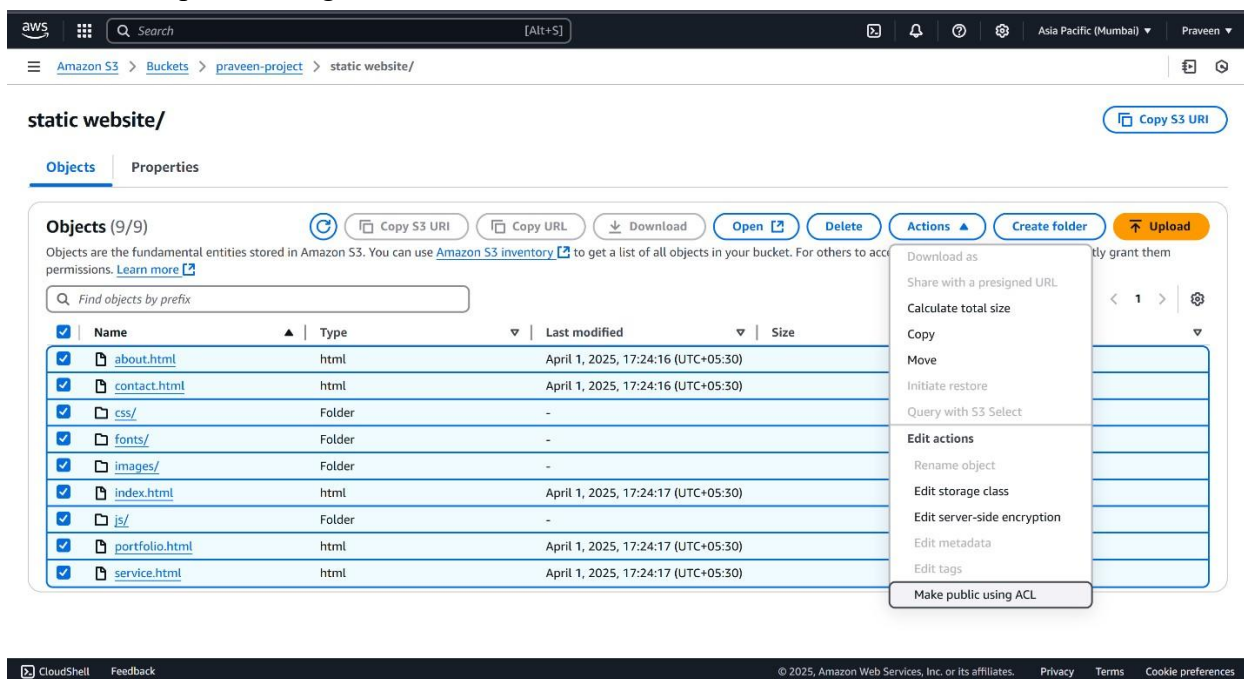 aws Search [Alt+S] Asia Pacific (Mumbai) ▼ Praveen ▼
Amazon S3 > Buckets > praveen-project > static website/
static website/
Copy S3 URI
Objects Properties
Objects (9/9) Copy S3 URI Copy URL Download Open Delete Actions ▲ Create folder Upload
Objects are the fundamental entities stored in Amazon S3. You can use Amazon S3 inventory to get a list of all objects in your bucket. For others to grant them
permissions. Learn more
Find objects by prefix
< 1 >
Name ▲ Type Last modified Size
about.html html April 1, 2025, 17:24:16 (UTC+05:30)
contact.html html April 1, 2025, 17:24:16 (UTC+05:30)
css/ Folder -
fonts/ Folder -
images/ Folder -
index.html html April 1, 2025, 17:24:17 (UTC+05:30)
js/ Folder -
portfolio.html html April 1, 2025, 17:24:17 (UTC+05:30)
service.html html April 1, 2025, 17:24:17 (UTC+05:30)
Download as
Share with a presigned URL
Calculate total size
Copy
Move
Initiate restore
Query with S3 Select
Edit actions
Rename object
Edit storage class
Edit server-side encryption
Edit metadata
Edit tags
Make public using ACL
CloudShell Feedback © 2025, Amazon Web Services, Inc. or its affiliates. Privacy Terms Cookie preferences